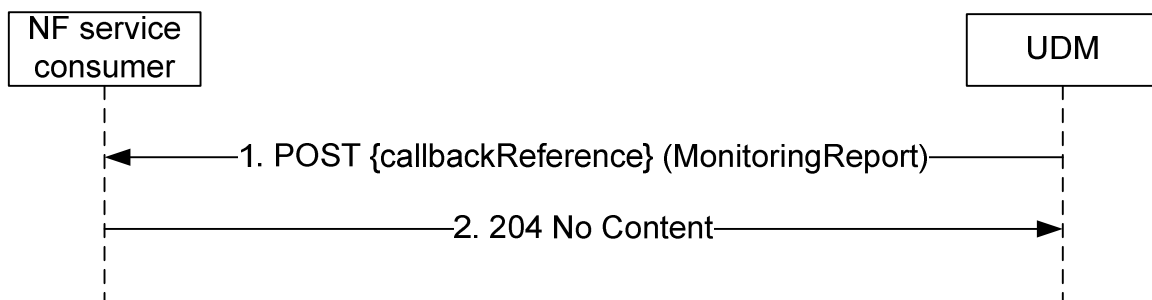 NF service
consumer
UDM
1. POST {callbackReference} (MonitoringReport)
2. 204 No Content